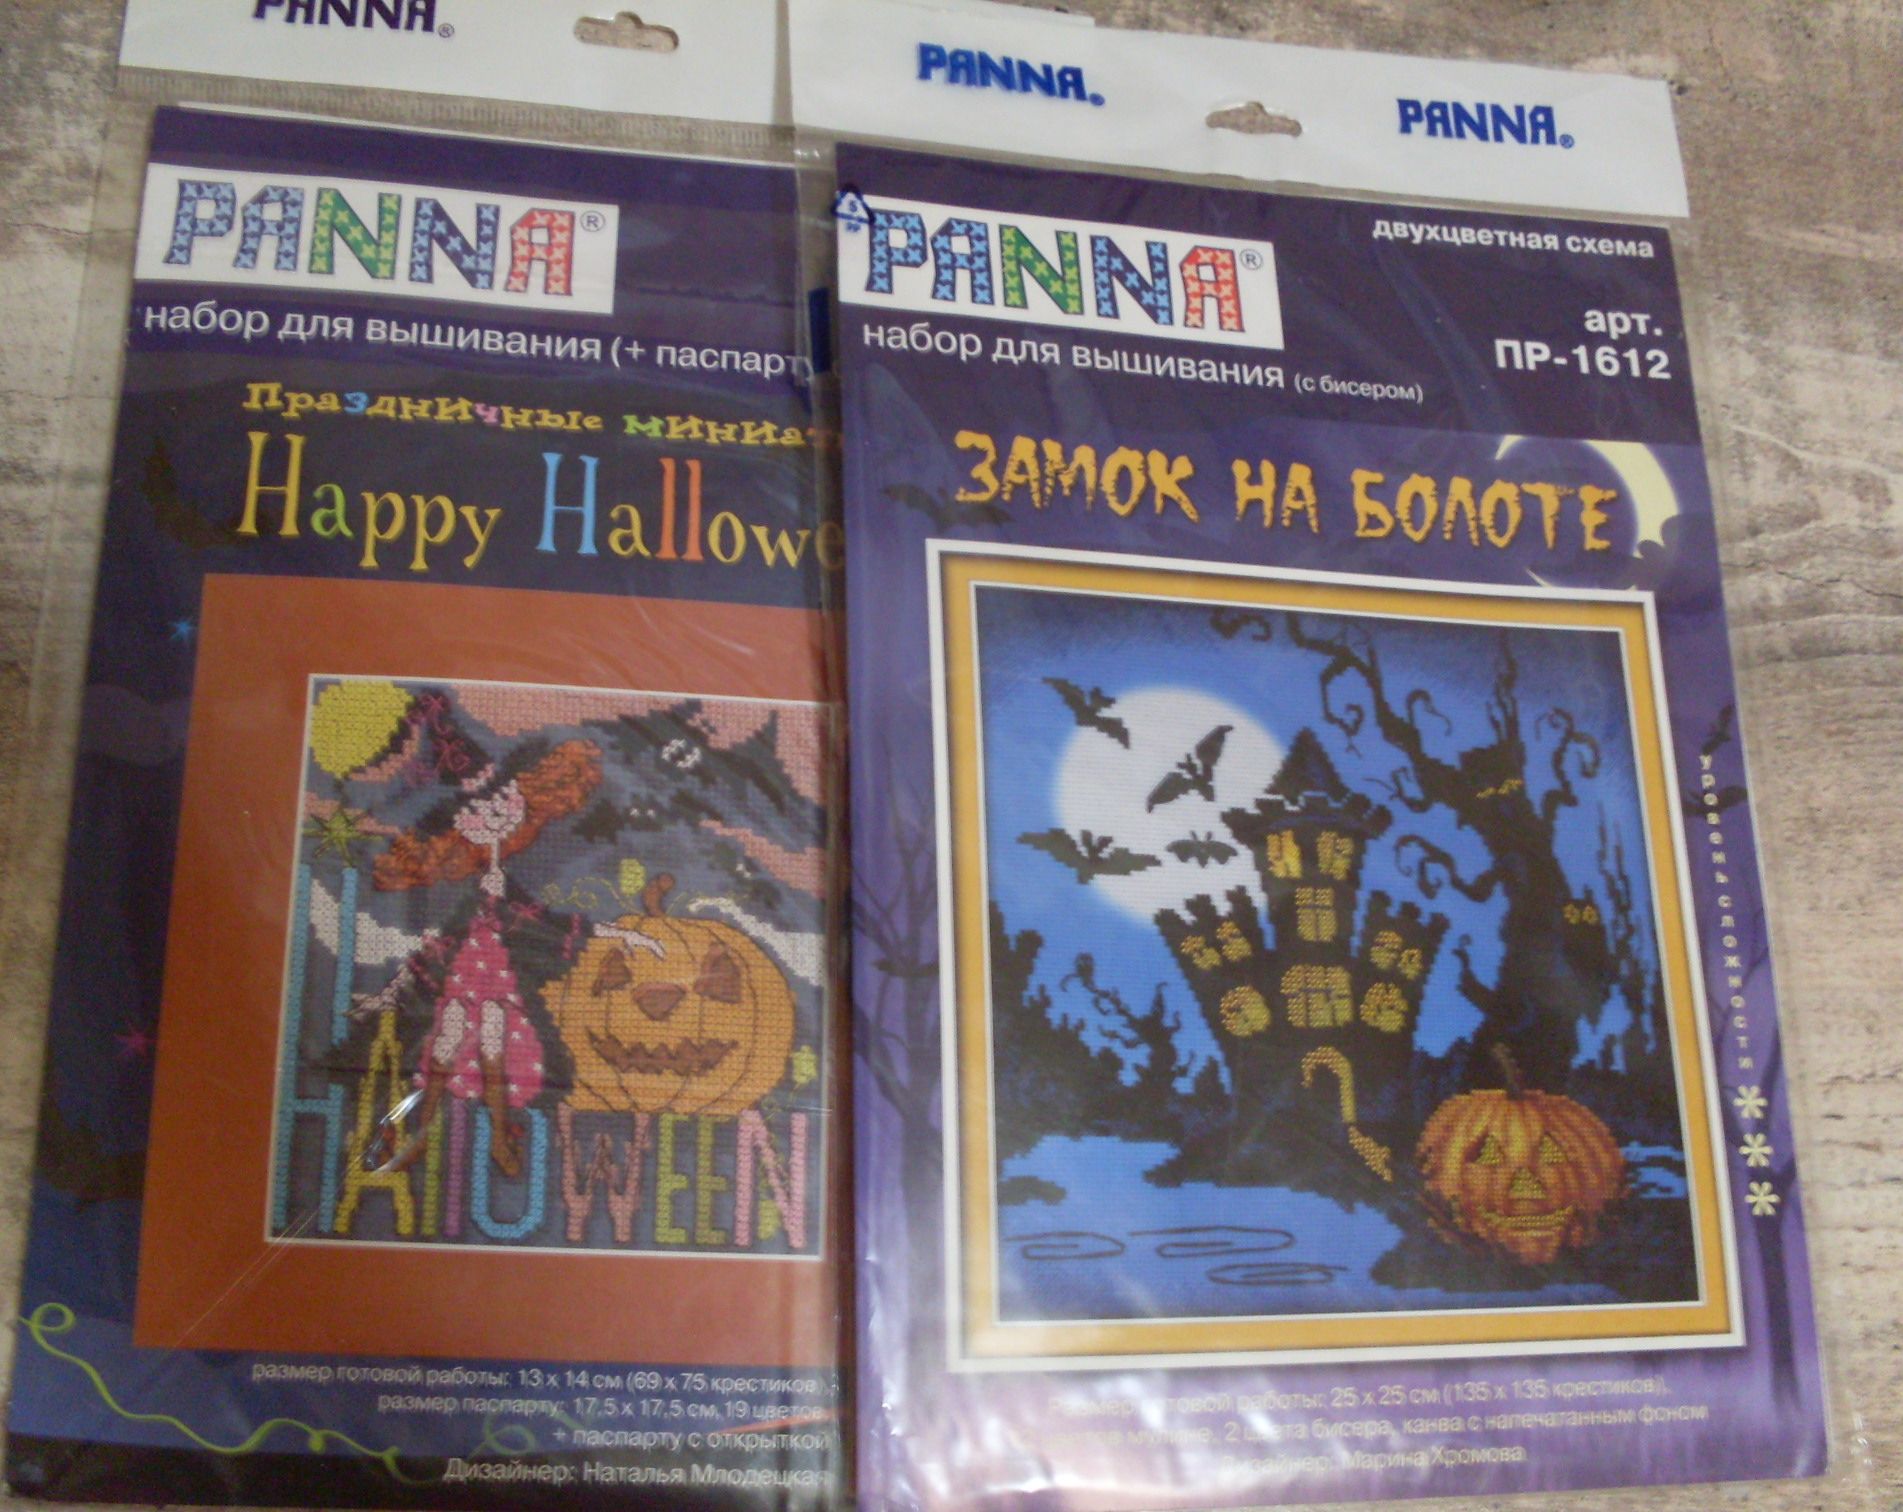 PANNA®
PANNA®
набор для вышивания (+ паспарту
Праздничные миниат
Happy Hallowe
HALLOWEEN
размер готовой работы: 13 х 14 см (69 х 75 крестиков),
размер паспарту: 17,5 х 17,5 см, 19 цветов
+ паспарту с открыткой
Дизайнер: Наталья Млодецкая
PANNA® PANNA®
PANNA®
двухцветная схема
арт.
ПР-1612
набор для вышивания (с бисером)
ЗАМОК НА БОЛОТЕ
уровень сложности
Размер готовой работы: 25 х 25 см (135 х 135 крестиков),
мулине, 2 цвета бисера, канва с напечатанным фоном
Дизайнер: Марина Хромова